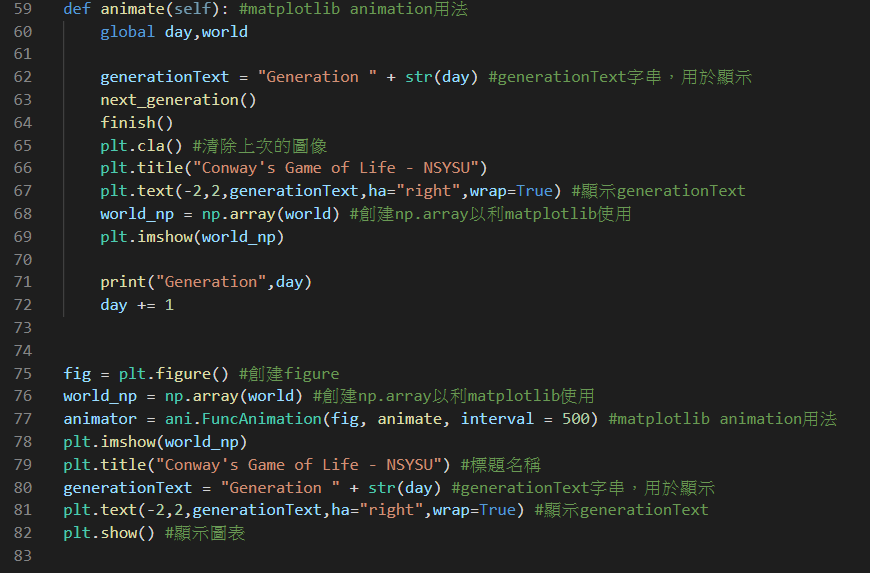 59 def animate(self): #matplotlib animation用法
60     global day,world
61
62     generationText = "Generation " + str(day) #generationText字串，用於顯示
63     next_generation()
64     finish()
65     plt.cla() #清除上次的圖像
66     plt.title("Conway's Game of Life - NSYSU")
67     plt.text(-2,2,generationText,ha="right",wrap=True) #顯示generationText
68     world_np = np.array(world) #創建np.array以利matplotlib使用
69     plt.imshow(world_np)
70
71     print("Generation",day)
72     day += 1
73
74
75 fig = plt.figure() #創建figure
76 world_np = np.array(world) #創建np.array以利matplotlib使用
77 animator = ani.FuncAnimation(fig, animate, interval = 500) #matplotlib animation用法
78 plt.imshow(world_np)
79 plt.title("Conway's Game of Life - NSYSU") #標題名稱
80 generationText = "Generation " + str(day) #generationText字串，用於顯示
81 plt.text(-2,2,generationText,ha="right",wrap=True) #顯示generationText
82 plt.show() #顯示圖表
83